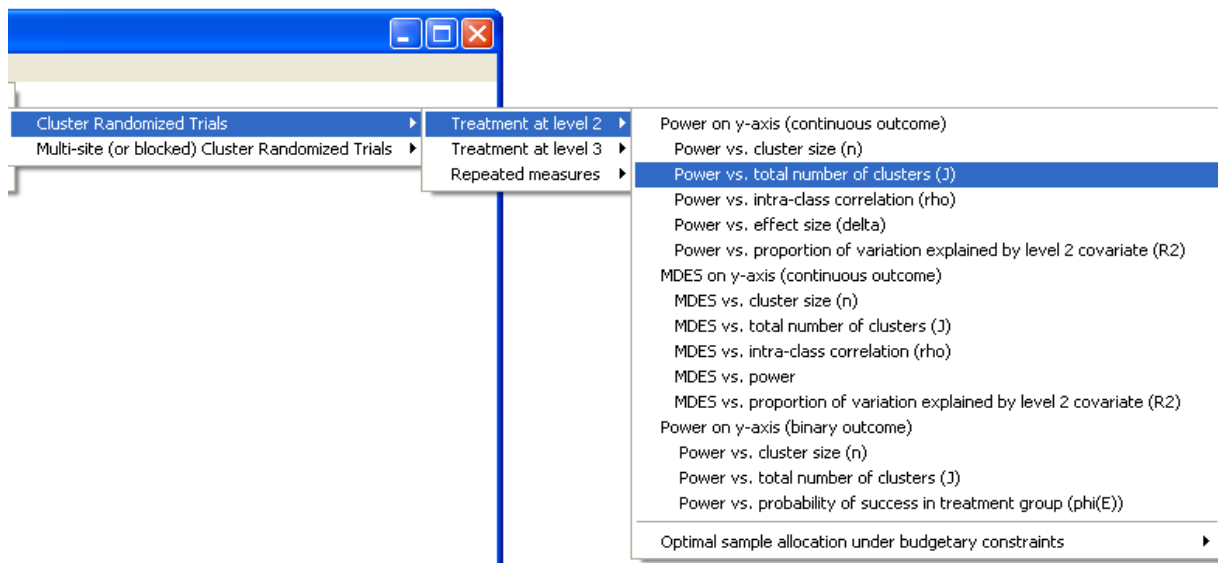 Cluster Randomized Trials
Multi-site (or blocked) Cluster Randomized Trials
Treatment at level 2
Treatment at level 3
Repeated measures
Power on y-axis (continuous outcome)
Power vs. cluster size (n)
Power vs. total number of clusters (J)
Power vs. intra-class correlation (rho)
Power vs. effect size (delta)
Power vs. proportion of variation explained by level 2 covariate (R2)
MDES on y-axis (continuous outcome)
MDES vs. cluster size (n)
MDES vs. total number of clusters (J)
MDES vs. intra-class correlation (rho)
MDES vs. power
MDES vs. proportion of variation explained by level 2 covariate (R2)
Power on y-axis (binary outcome)
Power vs. cluster size (n)
Power vs. total number of clusters (J)
Power vs. probability of success in treatment group (phi(E))
Optimal sample allocation under budgetary constraints